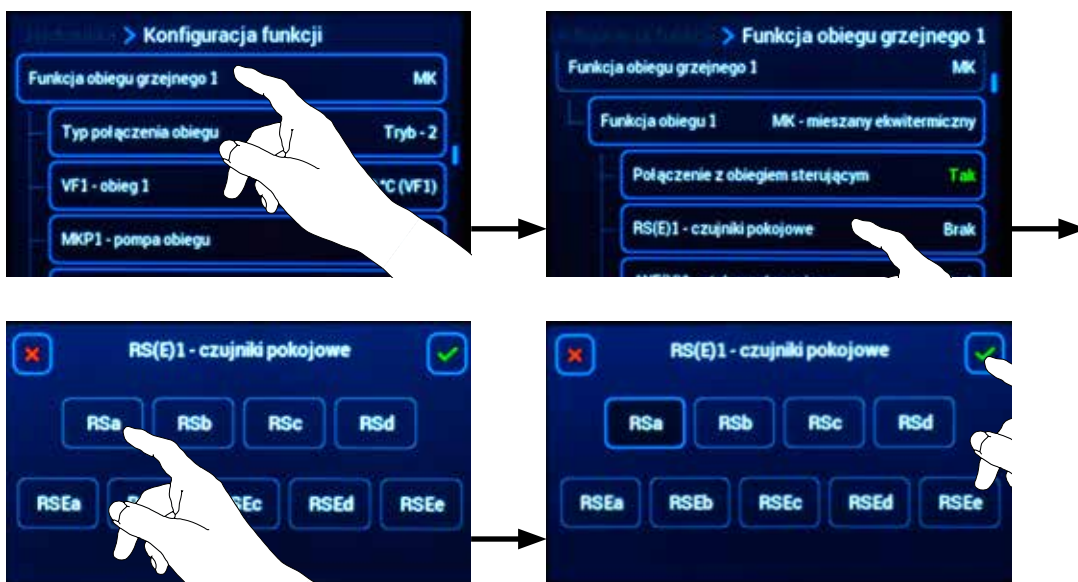 > Konfiguracja funkcji
Funkcja obiegu grzejnego 1 MK
Typ połączenia obiegu Tryb - 2
VF1 - obieg 1 °C (VF1)
MKP1 - pompa obiegu
> Funkcja obiegu grzejnego 1
Funkcja obiegu grzejnego 1 MK
Funkcja obiegu 1 MK - mieszany ekwitermiczny
Połączenie z obiegiem sterującym Tak
RS(E)1 - czujniki pokojowe Brak
RS(E)1 - czujniki pokojowe
RSa RSb RSc RSd
RSEa RSEd RSEe
RS(E)1 - czujniki pokojowe
RSa RSb RSc RSd
RSEa RSEb RSEc RSEd RSEe